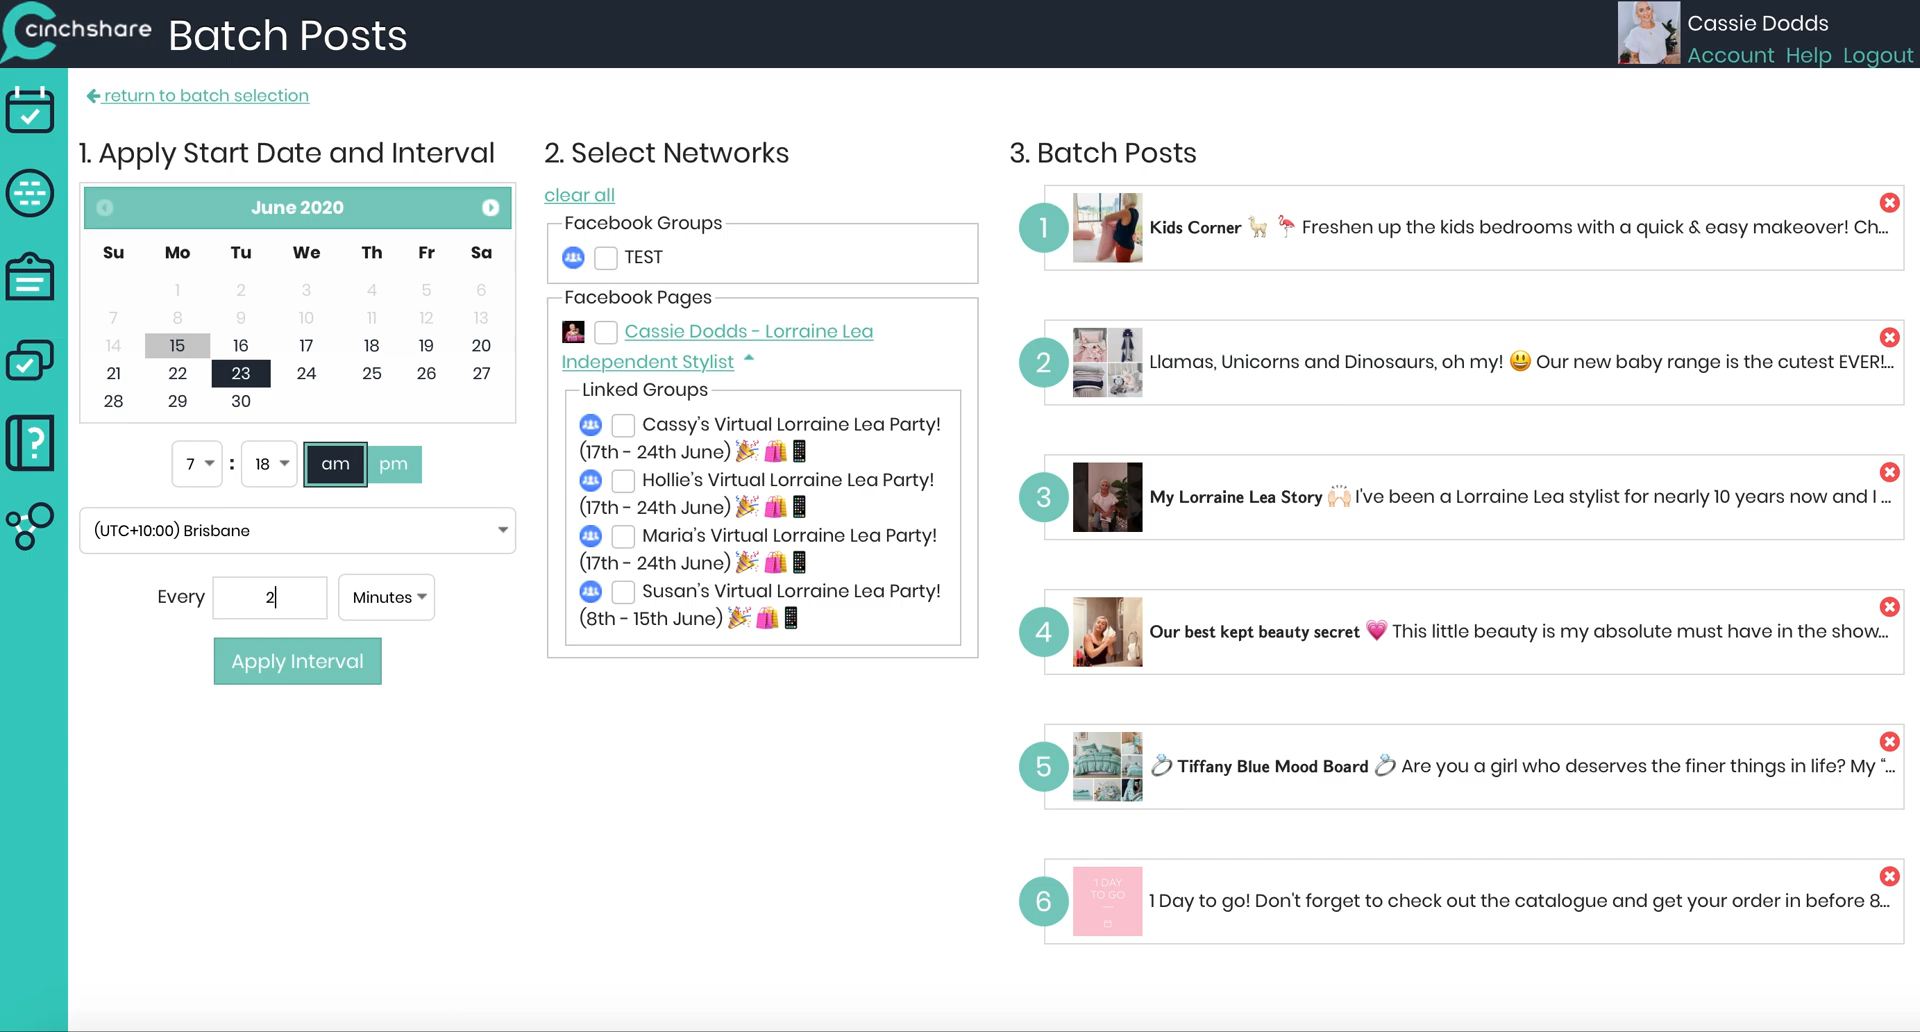 cinchshare
Batch Posts
Cassie Dodds
Account Help Logout
return to batch selection
1. Apply Start Date and Interval
June 2020
Su Mo Tu We Th Fr Sa
1 2 3 4 5 6
7 8 9 10 11 12 13
14 15 16 17 18 19 20
21 22 23 24 25 26 27
28 29 30
7 : 18 am pm
(UTC+10:00) Brisbane
Every 2 Minutes
Apply Interval
2. Select Networks
clear all
Facebook Groups
TEST
Facebook Pages
Cassie Dodds - Lorraine Lea
Independent Stylist
Linked Groups
Cassy's Virtual Lorraine Lea Party!
(17th - 24th June) 🎉🛍📱
Hollie's Virtual Lorraine Lea Party!
(17th - 24th June) 🎉🛍📱
Maria's Virtual Lorraine Lea Party!
(17th - 24th June) 🎉🛍📱
Susan's Virtual Lorraine Lea Party!
(8th - 15th June) 🎉🛍📱
3. Batch Posts
1 Kids Corner 🦙 🦩 Freshen up the kids bedrooms with a quick & easy makeover! Ch...
2 Llamas, Unicorns and Dinosaurs, oh my! 😃 Our new baby range is the cutest EVER!...
3 My Lorraine Lea Story 🙌🏻 I've been a Lorraine Lea stylist for nearly 10 years now and I ...
4 Our best kept beauty secret 💗 This little beauty is my absolute must have in the show...
5 💍 Tiffany Blue Mood Board 💍 Are you a girl who deserves the finer things in life? My “...
6 1 Day to go! Don't forget to check out the catalogue and get your order in before 8...
1 DAY
TO GO